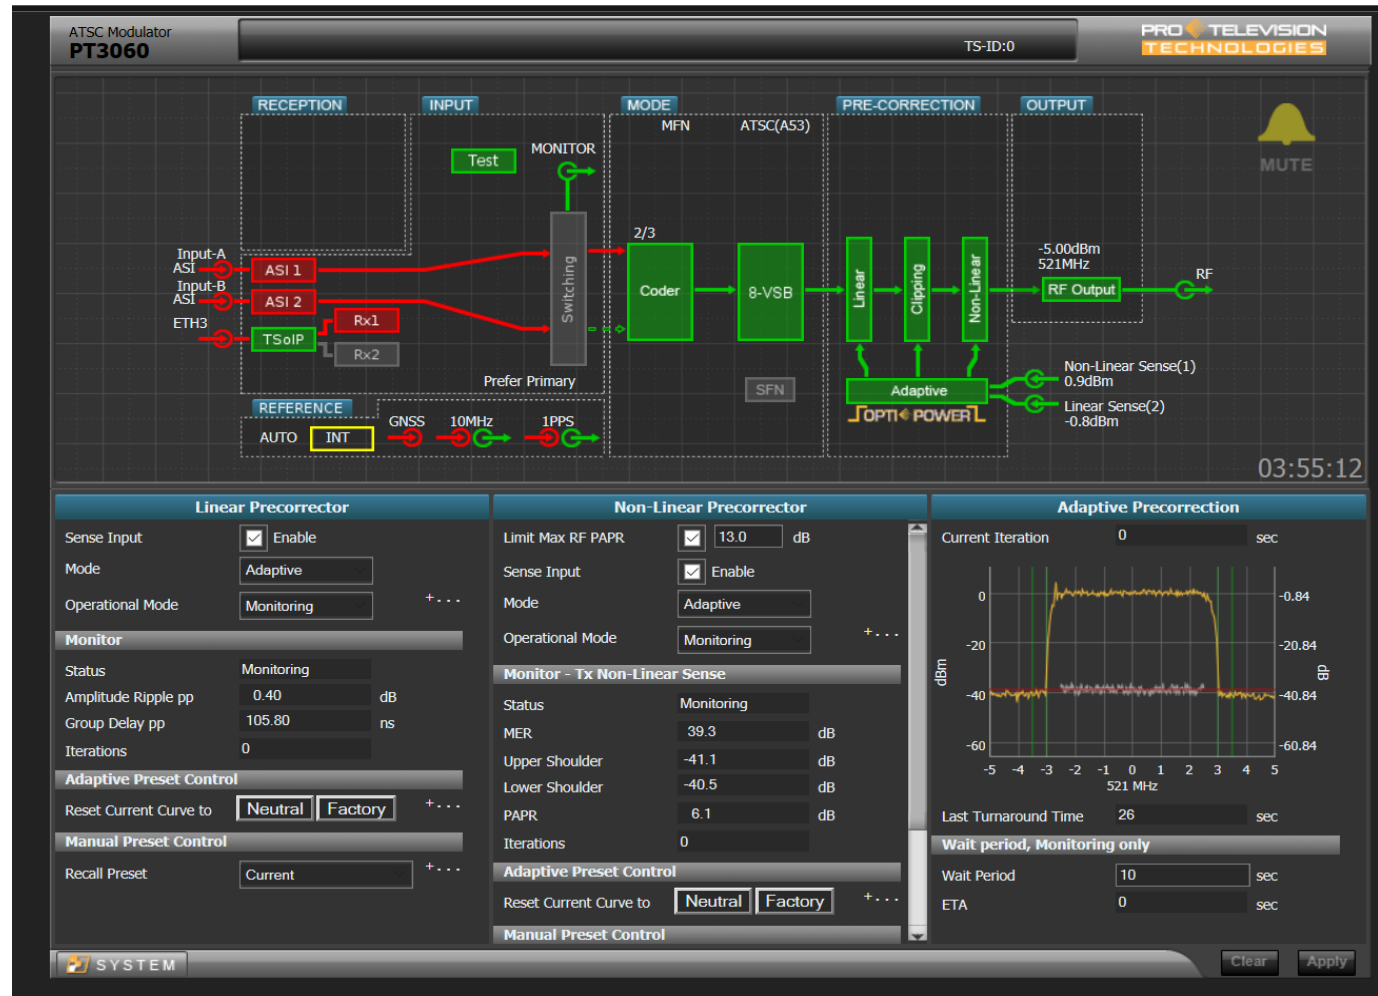 ATSC Modulator
PT3060
TS-ID:0
PRO TELEVISION
TECHNOLOGIES
RECEPTION
INPUT
MODE
PRE-CORRECTION
OUTPUT
MFN
ATSC(A53)
Test
MONITOR
MUTE
2/3
Input-A
ASI
ASI 1
Input-B
ASI
ASI 2
ETH3
TSoIP
Rx1
Rx2
Switching
Coder
8-VSB
Linear
Clipping
Non-Linear
-5.00dBm
521MHz
RF Output
RF
Prefer Primary
SFN
Adaptive
OPTI POWER
Non-Linear Sense(1)
0.9dBm
Linear Sense(2)
-0.8dBm
REFERENCE
AUTO
INT
GNSS
10MHz
1PPS
03:55:12
Linear Precorrector
Sense Input
Enable
Mode
Adaptive
Operational Mode
Monitoring
+...
Monitor
Status
Monitoring
Amplitude Ripple pp
0.40
dB
Group Delay pp
105.80
ns
Iterations
0
Adaptive Preset Control
Reset Current Curve to
Neutral
Factory
+...
Manual Preset Control
Recall Preset
Current
+...
Non-Linear Precorrector
Limit Max RF PAPR
13.0
dB
Sense Input
Enable
Mode
Adaptive
Operational Mode
Monitoring
+...
Monitor - Tx Non-Linear Sense
Status
Monitoring
MER
39.3
dB
Upper Shoulder
-41.1
dB
Lower Shoulder
-40.5
dB
PAPR
6.1
dB
Iterations
0
Adaptive Preset Control
Reset Current Curve to
Neutral
Factory
+...
Manual Preset Control
Adaptive Precorrection
Current Iteration
0
sec
0
-20
-40
-60
dBm
-0.84
-20.84
-40.84
-60.84
dB
-5 -4 -3 -2 -1 0 1 2 3 4 5
521 MHz
Last Turnaround Time
26
sec
Wait period, Monitoring only
Wait Period
10
sec
ETA
0
sec
SYSTEM
Clear
Apply